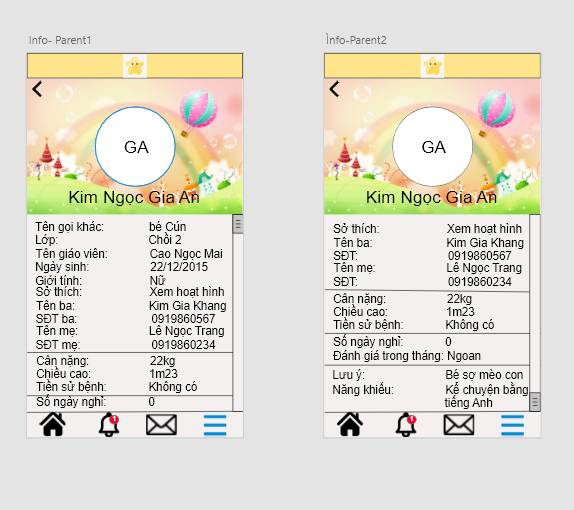 Info- Parent1
GA
Kim Ngọc Gia An
Tên gọi khác: bé Cún
Lớp: Chồi 2
Tên giáo viên: Cao Ngọc Mai
Ngày sinh: 22/12/2015
Giới tính: Nữ
Sở thích: Xem hoạt hình
Tên ba: Kim Gia Khang
SĐT ba: 0919860567
Tên mẹ: Lê Ngọc Trang
SĐT mẹ: 0919860234
Cân nặng: 22kg
Chiều cao: 1m23
Tiền sử bệnh: Không có
Số ngày nghỉ: 0
1
Ìnfo-Parent2
GA
Kim Ngọc Gia An
Sở thích: Xem hoạt hình
Tên ba: Kim Gia Khang
SĐT: 0919860567
Tên mẹ: Lê Ngọc Trang
SĐT: 0919860234
Cân nặng: 22kg
Chiều cao: 1m23
Tiền sử bệnh: Không có
Số ngày nghỉ: 0
Đánh giá trong tháng: Ngoan
Lưu ý: Bé sợ mèo con
Năng khiếu: Kể chuyện bằng
tiếng Anh
1